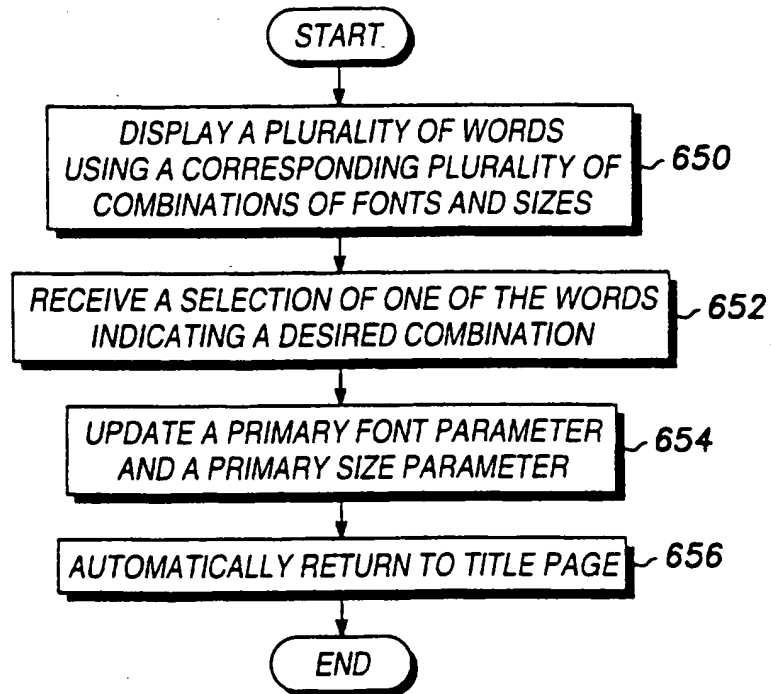 START
DISPLAY A PLURALITY OF WORDS
USING A CORRESPONDING PLURALITY OF
COMBINATIONS OF FONTS AND SIZES
650
RECEIVE A SELECTION OF ONE OF THE WORDS
INDICATING A DESIRED COMBINATION
652
UPDATE A PRIMARY FONT PARAMETER
AND A PRIMARY SIZE PARAMETER
654
AUTOMATICALLY RETURN TO TITLE PAGE
656
END